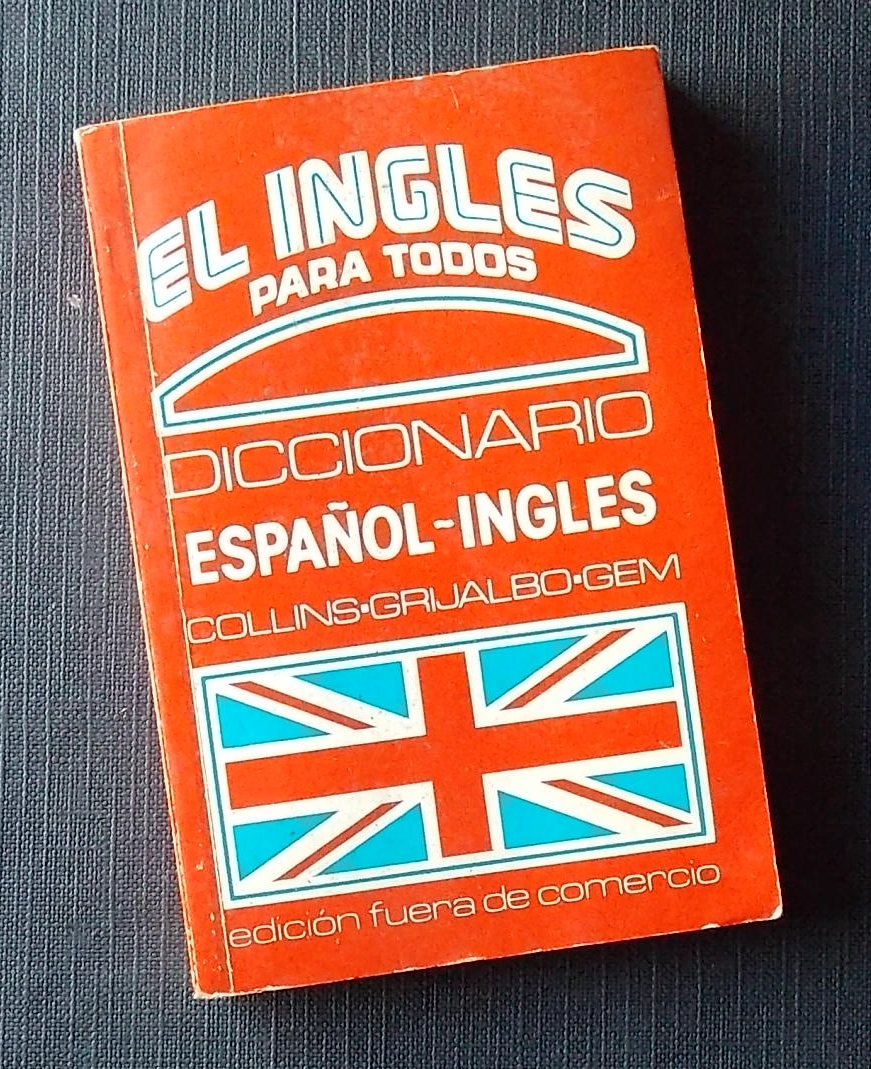 EL INGLES
PARA TODOS
DICCIONARIO
ESPAÑOL-INGLES
COLLINS·GRIJALBO·GEM
edición fuera de comercio